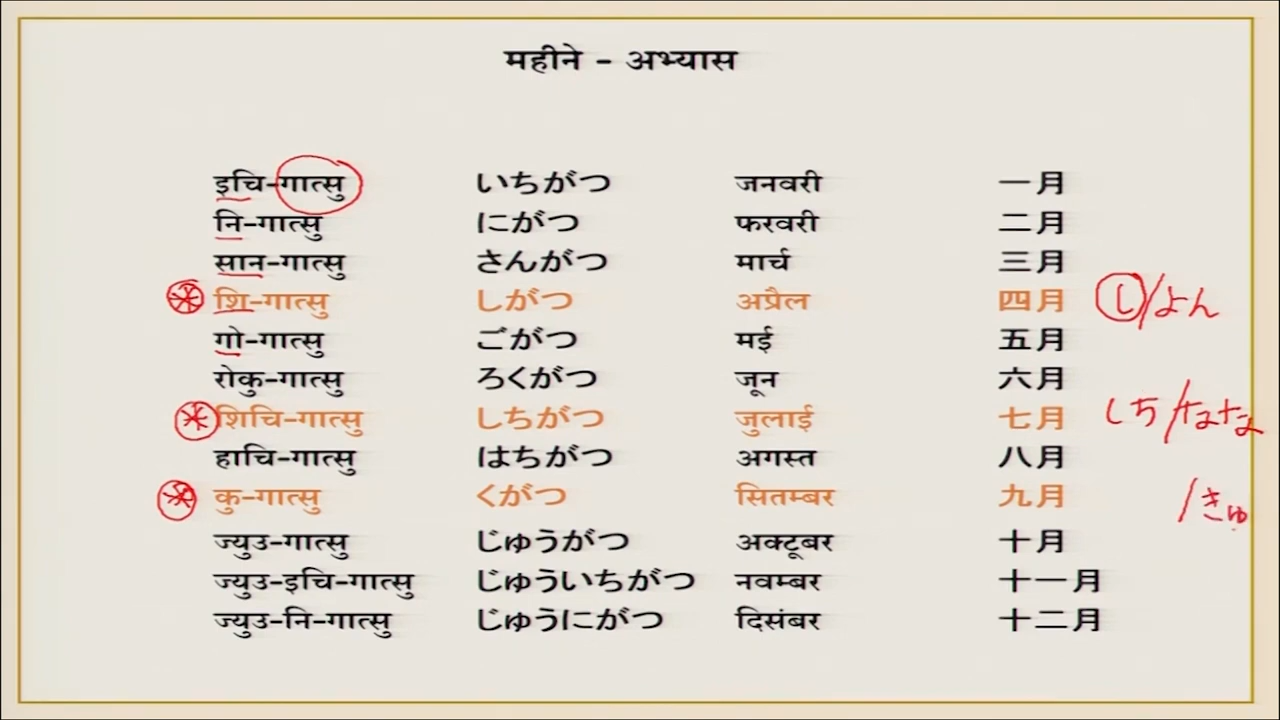 महीने - अभ्यास
इचि-गात्सु いちがつ जनवरी 一月
नि-गात्सु にがつ फरवरी 二月
सान-गात्सु さんがつ मार्च 三月
शि-गात्सु しがつ अप्रैल 四月 し/よん
गो-गात्सु ごがつ मई 五月
रोकु-गात्सु ろくがつ जून 六月
शिचि-गात्सु しちがつ जुलाई 七月 しち/なな
हाचि-गात्सु はちがつ अगस्त 八月
कु-गात्सु くがつ सितम्बर 九月 /きゅ
ज्युउ-गात्सु じゅうがつ अक्टूबर 十月
ज्युउ-इचि-गात्सु じゅういちがつ नवम्बर 十一月
ज्युउ-नि-गात्सु じゅうにがつ दिसंबर 十二月